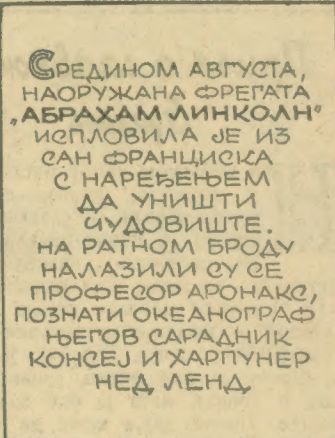 СРЕДИНОМ АВГУСТА,
НАОРУЖАНА ФРЕГАТА
„АБРАХАМ ЛИНКОЛН"
ИСПЛОВИЛА ЈЕ ИЗ
САН ФРАНЦИСКА
С НАРЕЂЕЊЕМ
ДА УНИШТИ
ЧУДОВИШТЕ.
НА РАТНОМ БРОДУ
НАЛАЗИЛИ СУ СЕ
ПРОФЕСОР АРОНАКС,
ПОЗНАТИ ОКЕАНОГРАФ
ЊЕГОВ САРАДНИК
КОНСЕЈ И ХАРПУНЕР
НЕД ЛЕНД